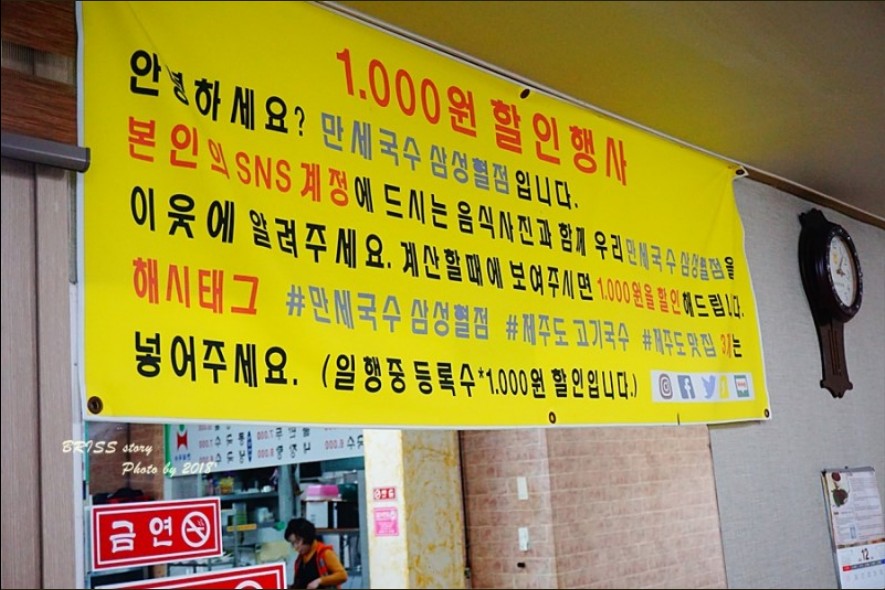 1.000원 할인행사
안녕하세요? 만세국수 삼성혈점입니다.
본인의 SNS 계정에 드시는 음식사진과 함께 우리만세국수 삼성혈점을
이웃에 알려주세요. 계산할때에 보여주시면 1.000원을 할인해드립니다.
해시태그 #만세국수 삼성혈점 #제주도 고기국수 #제주도 맛집 3개는
넣어주세요. (일행중 등록수*1.000원 할인입니다.)
BRISS story
Photo by 2018'
금연
12